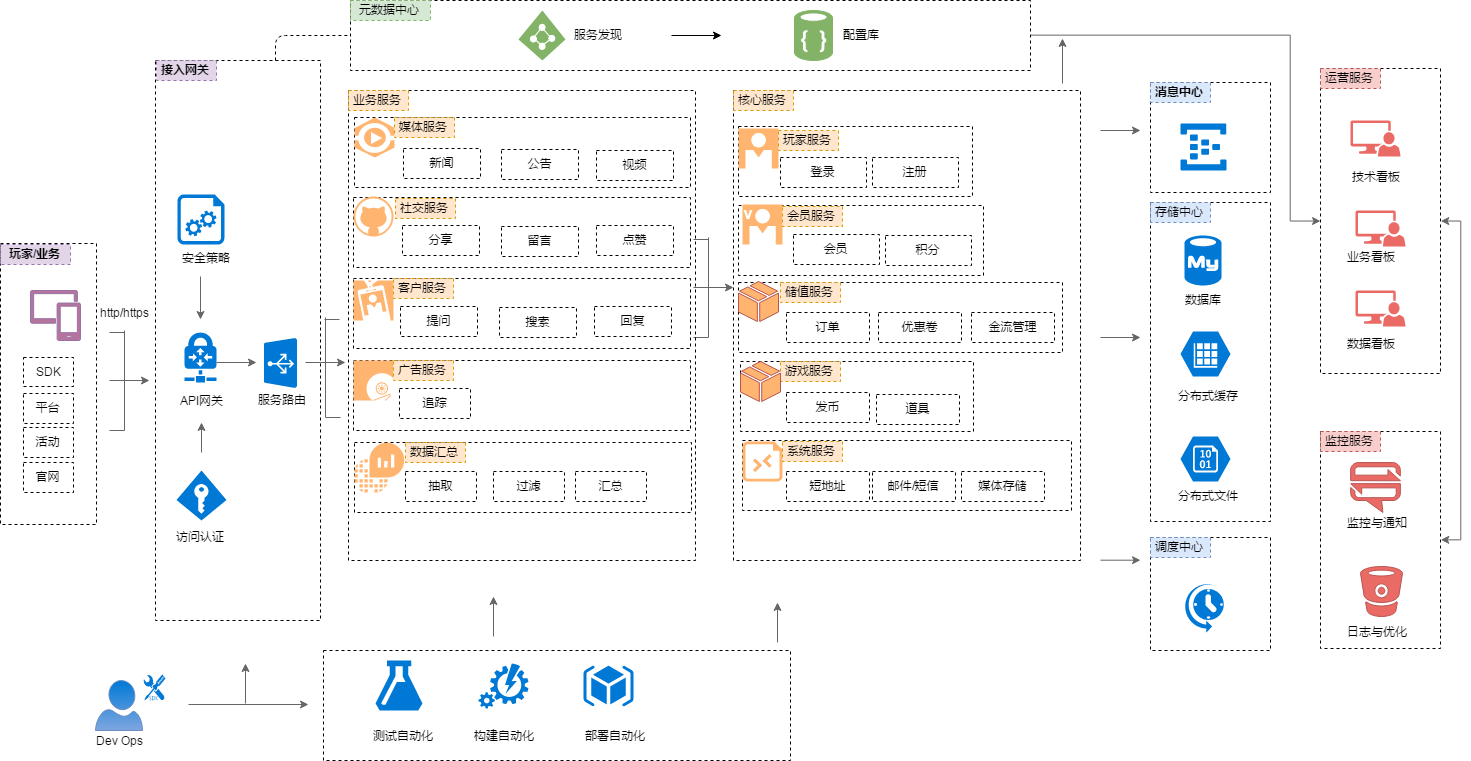 元数据中心
服务发现
配置库
接入网关
安全策略
API网关
服务路由
访问认证
玩家/业务
http/https
SDK
平台
活动
官网
业务服务
媒体服务
新闻
公告
视频
社交服务
分享
留言
点赞
客户服务
提问
搜索
回复
广告服务
追踪
数据汇总
抽取
过滤
汇总
核心服务
玩家服务
登录
注册
V
会员服务
会员
积分
储值服务
订单
优惠卷
金流管理
游戏服务
发币
道具
系统服务
短地址
邮件/短信
媒体存储
消息中心
存储中心
My
数据库
分布式缓存
10
01
分布式文件
调度中心
运营服务
技术看板
业务看板
数据看板
监控服务
监控与通知
日志与优化
Dev Ops
测试自动化
构建自动化
部署自动化